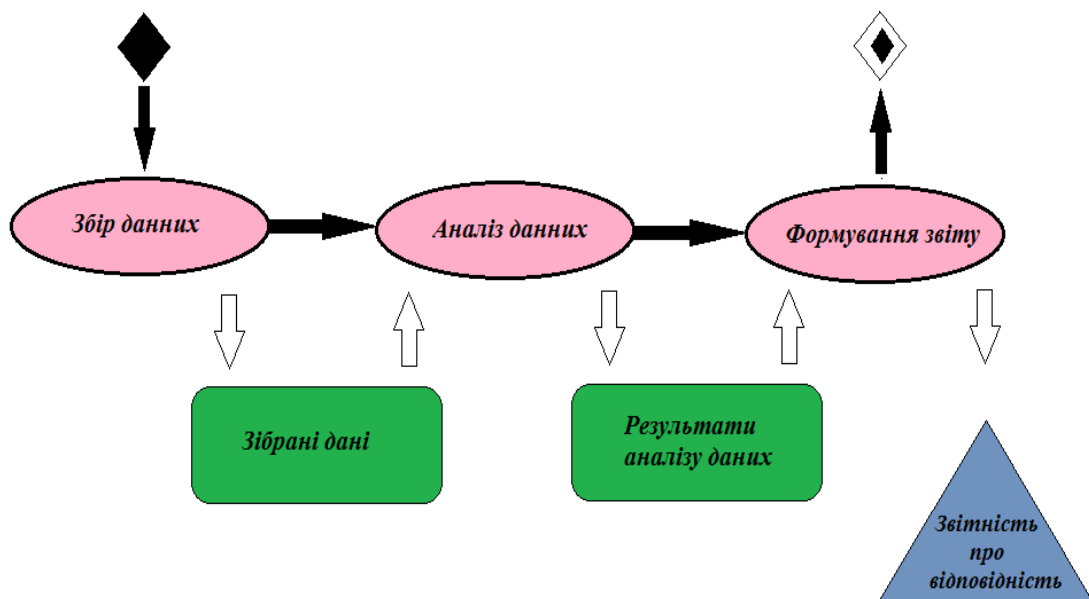 Збір данних
Аналіз данних
Формування звіту
Зібрані дані
Результати
аналізу даних
Звітність
про
відповідність